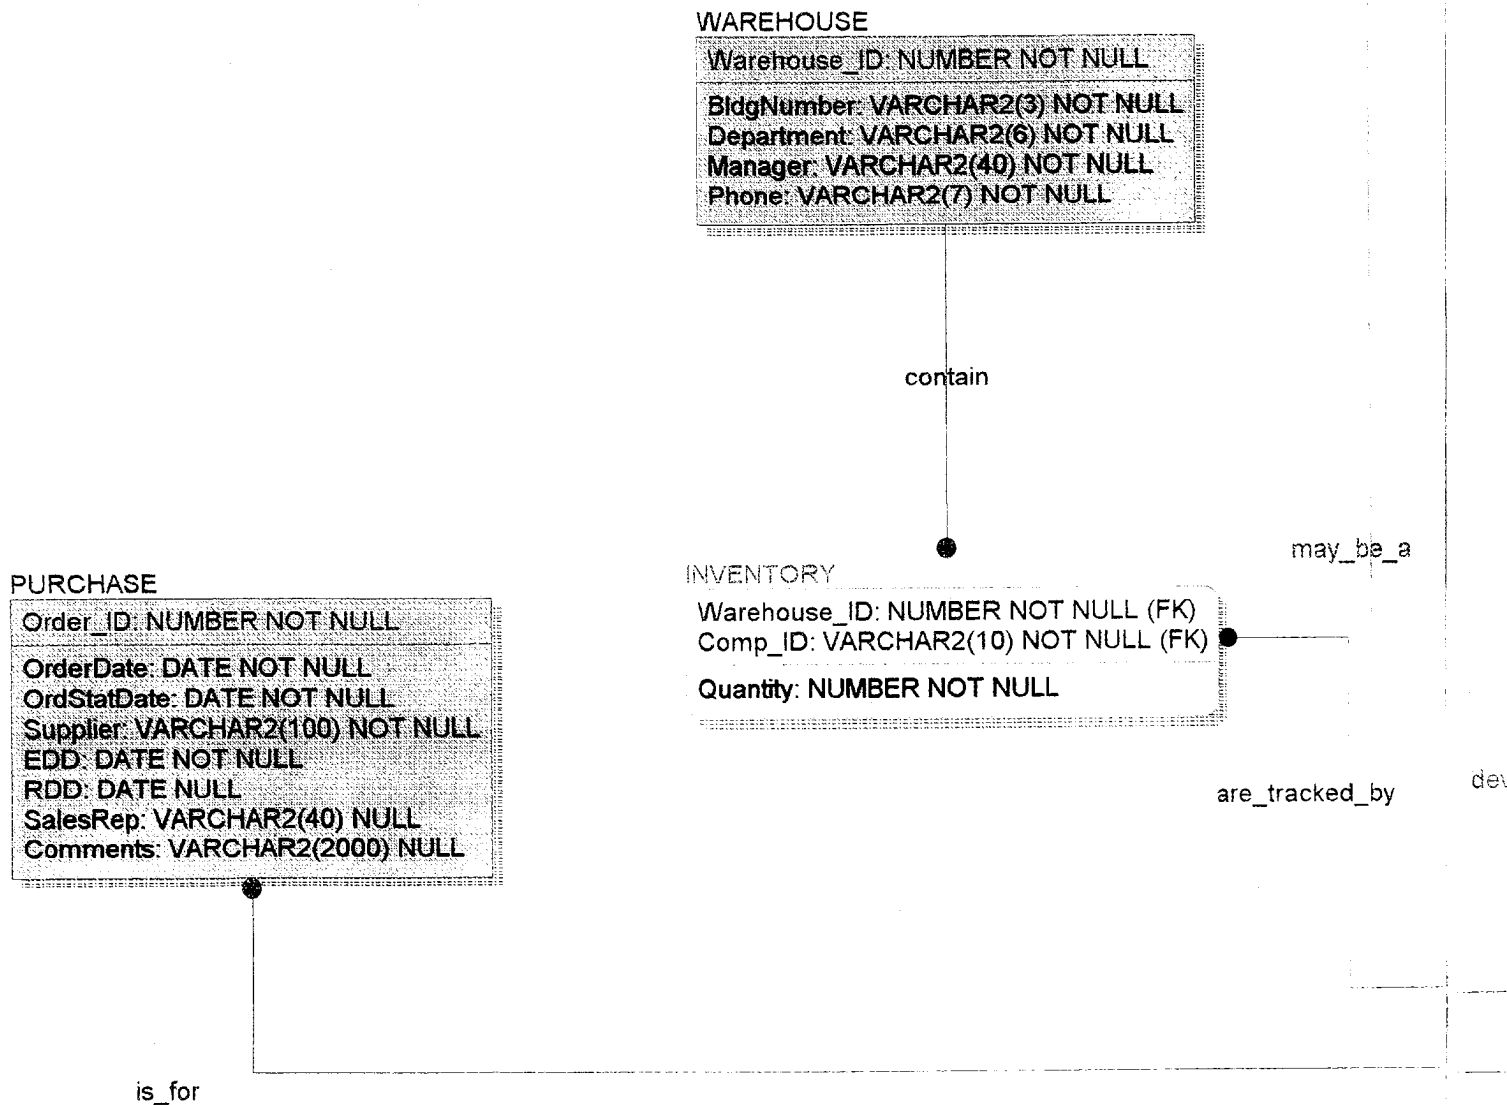 WAREHOUSE
Warehouse_ID: NUMBER NOT NULL
BldgNumber: VARCHAR2(3) NOT NULL
Department: VARCHAR2(6) NOT NULL
Manager: VARCHAR2(40) NOT NULL
Phone: VARCHAR2(7) NOT NULL
contain
may_be_a
INVENTORY
Warehouse_ID: NUMBER NOT NULL (FK)
Comp_ID: VARCHAR2(10) NOT NULL (FK)
Quantity: NUMBER NOT NULL
PURCHASE
Order_ID: NUMBER NOT NULL
OrderDate: DATE NOT NULL
OrdStatDate: DATE NOT NULL
Supplier: VARCHAR2(100) NOT NULL
EDD: DATE NOT NULL
RDD: DATE NULL
SalesRep: VARCHAR2(40) NULL
Comments: VARCHAR2(2000) NULL
are_tracked_by
is_for